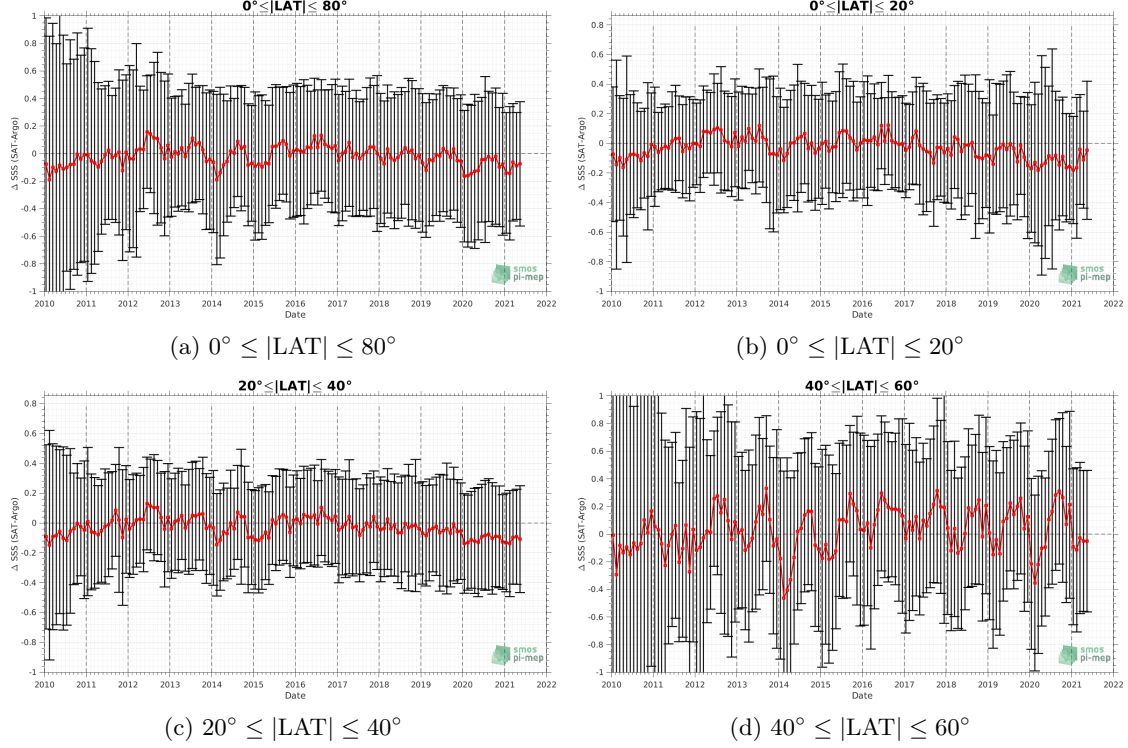 0°≤|LAT|≤ 80°
1
0.8
0.6
0.4
0.2
0
-0.2
-0.4
-0.6
-0.8
-1
Δ SSS (SAT-Argo)
2010 2011 2012 2013 2014 2015 2016 2017 2018 2019 2020 2021 2022
Date
smos
pi-mep
(a) 0° ≤ |LAT| ≤ 80°
0°≤|LAT|≤ 20°
0.8
0.6
0.4
0.2
0
-0.2
-0.4
-0.6
-0.8
-1
Δ SSS (SAT-Argo)
2010 2011 2012 2013 2014 2015 2016 2017 2018 2019 2020 2021 2022
Date
smos
pi-mep
(b) 0° ≤ |LAT| ≤ 20°
20°≤|LAT|≤ 40°
0.8
0.6
0.4
0.2
0
-0.2
-0.4
-0.6
-0.8
-1
Δ SSS (SAT-Argo)
2010 2011 2012 2013 2014 2015 2016 2017 2018 2019 2020 2021 2022
Date
smos
pi-mep
(c) 20° ≤ |LAT| ≤ 40°
40°≤|LAT|≤ 60°
1
0.8
0.6
0.4
0.2
0
-0.2
-0.4
-0.6
-0.8
-1
Δ SSS (SAT-Argo)
2010 2011 2012 2013 2014 2015 2016 2017 2018 2019 2020 2021 2022
Date
smos
pi-mep
(d) 40° ≤ |LAT| ≤ 60°